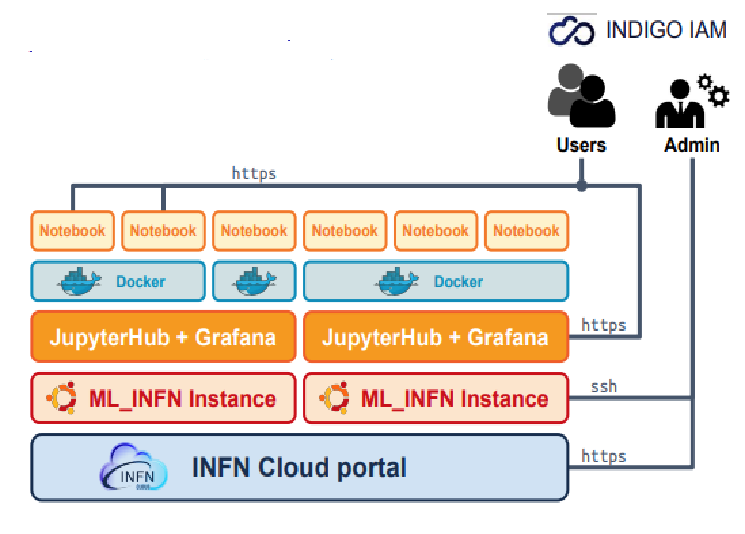 INDIGO IAM
Users
Admin
https
Notebook
Notebook
Notebook
Notebook
Notebook
Notebook
Docker
Docker
JupyterHub + Grafana
JupyterHub + Grafana
https
ML_INFN Instance
ML_INFN Instance
ssh
INFN
CLOUD
INFN Cloud portal
https